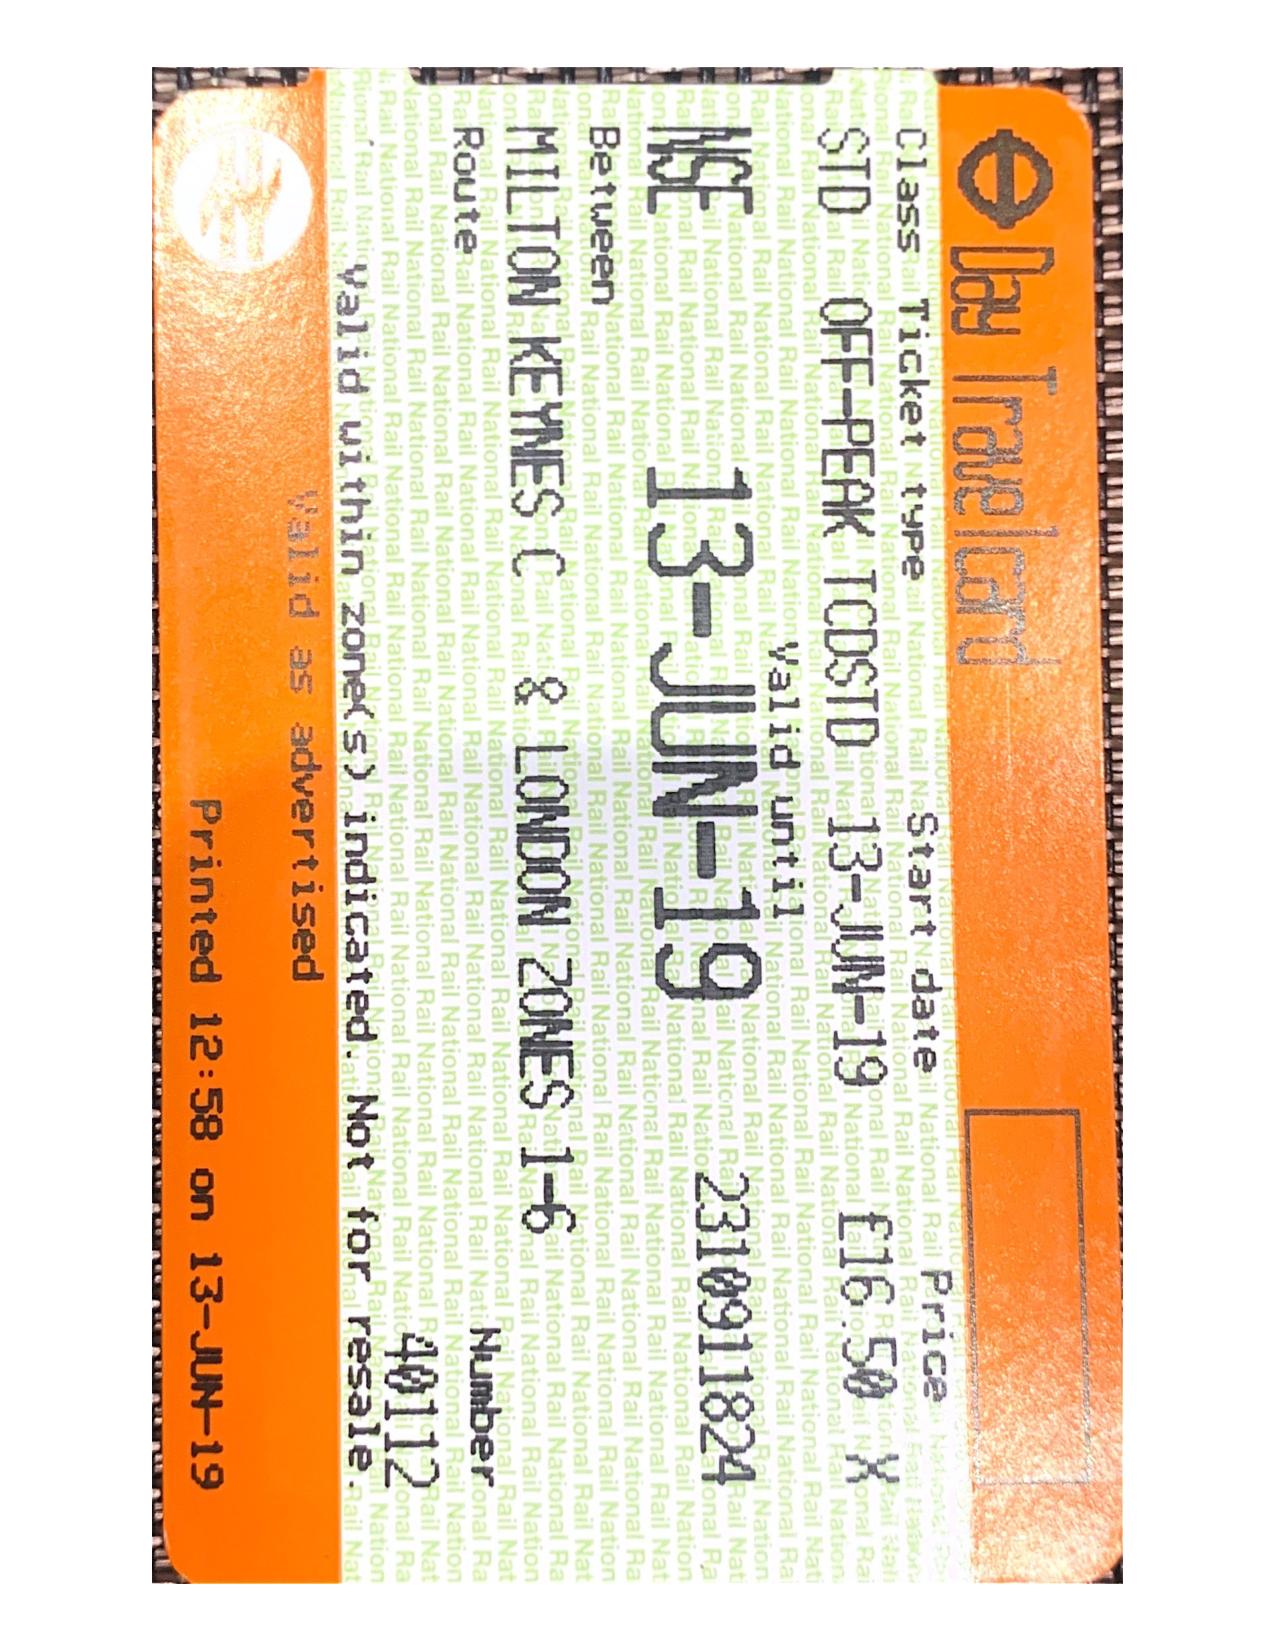 Day Travelcard
Class Ticket type Start date Price
STD OFF-PEAK TCDSTD 13-JUN-19 £16.50 X
Valid until
NSE 13-JUN-19 2310911824
Between
MILTON KEYNES C & LONDON ZONES 1-6
Route Number
40112
Valid within zone(s) indicated.Not for resale.
Valid as advertised
Printed 12:58 on 13-JUN-19